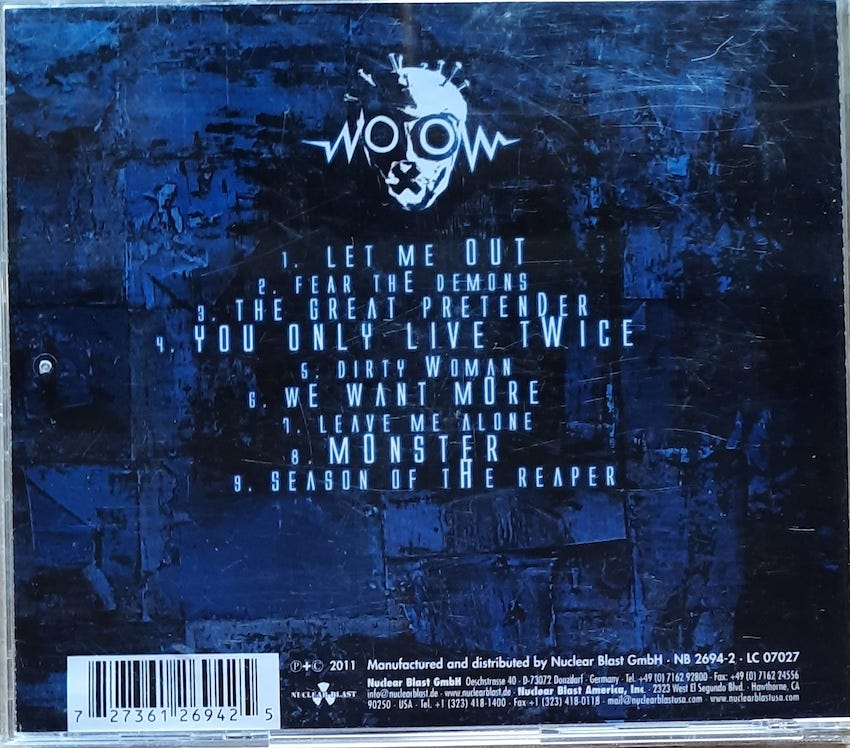 NOOW
1. LET ME OUT
2. FEAR THE DEMONS
3. THE GREAT PRETENDER
4. YOU ONLY LIVE TWICE
5. DIRTY WOMAN
6. WE WANT MORE
7. LEAVE ME ALONE
8. MONSTER
9. SEASON OF THE REAPER
7 27361 26942 5
NUCLEAR BLAST
℗+© 2011 Manufactured and distributed by Nuclear Blast GmbH · NB 2694-2 · LC 07027
Nuclear Blast GmbH Oeschstrasse 40 · D-73072 Donzdorf · Germany · Tel. +49 (0) 7162 92800 · Fax: +49 (0) 7162 24556
info@nuclearblast.de · www.nuclearblast.de · Nuclear Blast America, Inc. · 2323 West El Segundo Blvd. · Hawthorne, CA
90250 · USA · Tel. +1 (323) 418-1400 · Fax +1 (323) 418-0118 · mail@nuclearblastusa.com · www.nuclearblastusa.com